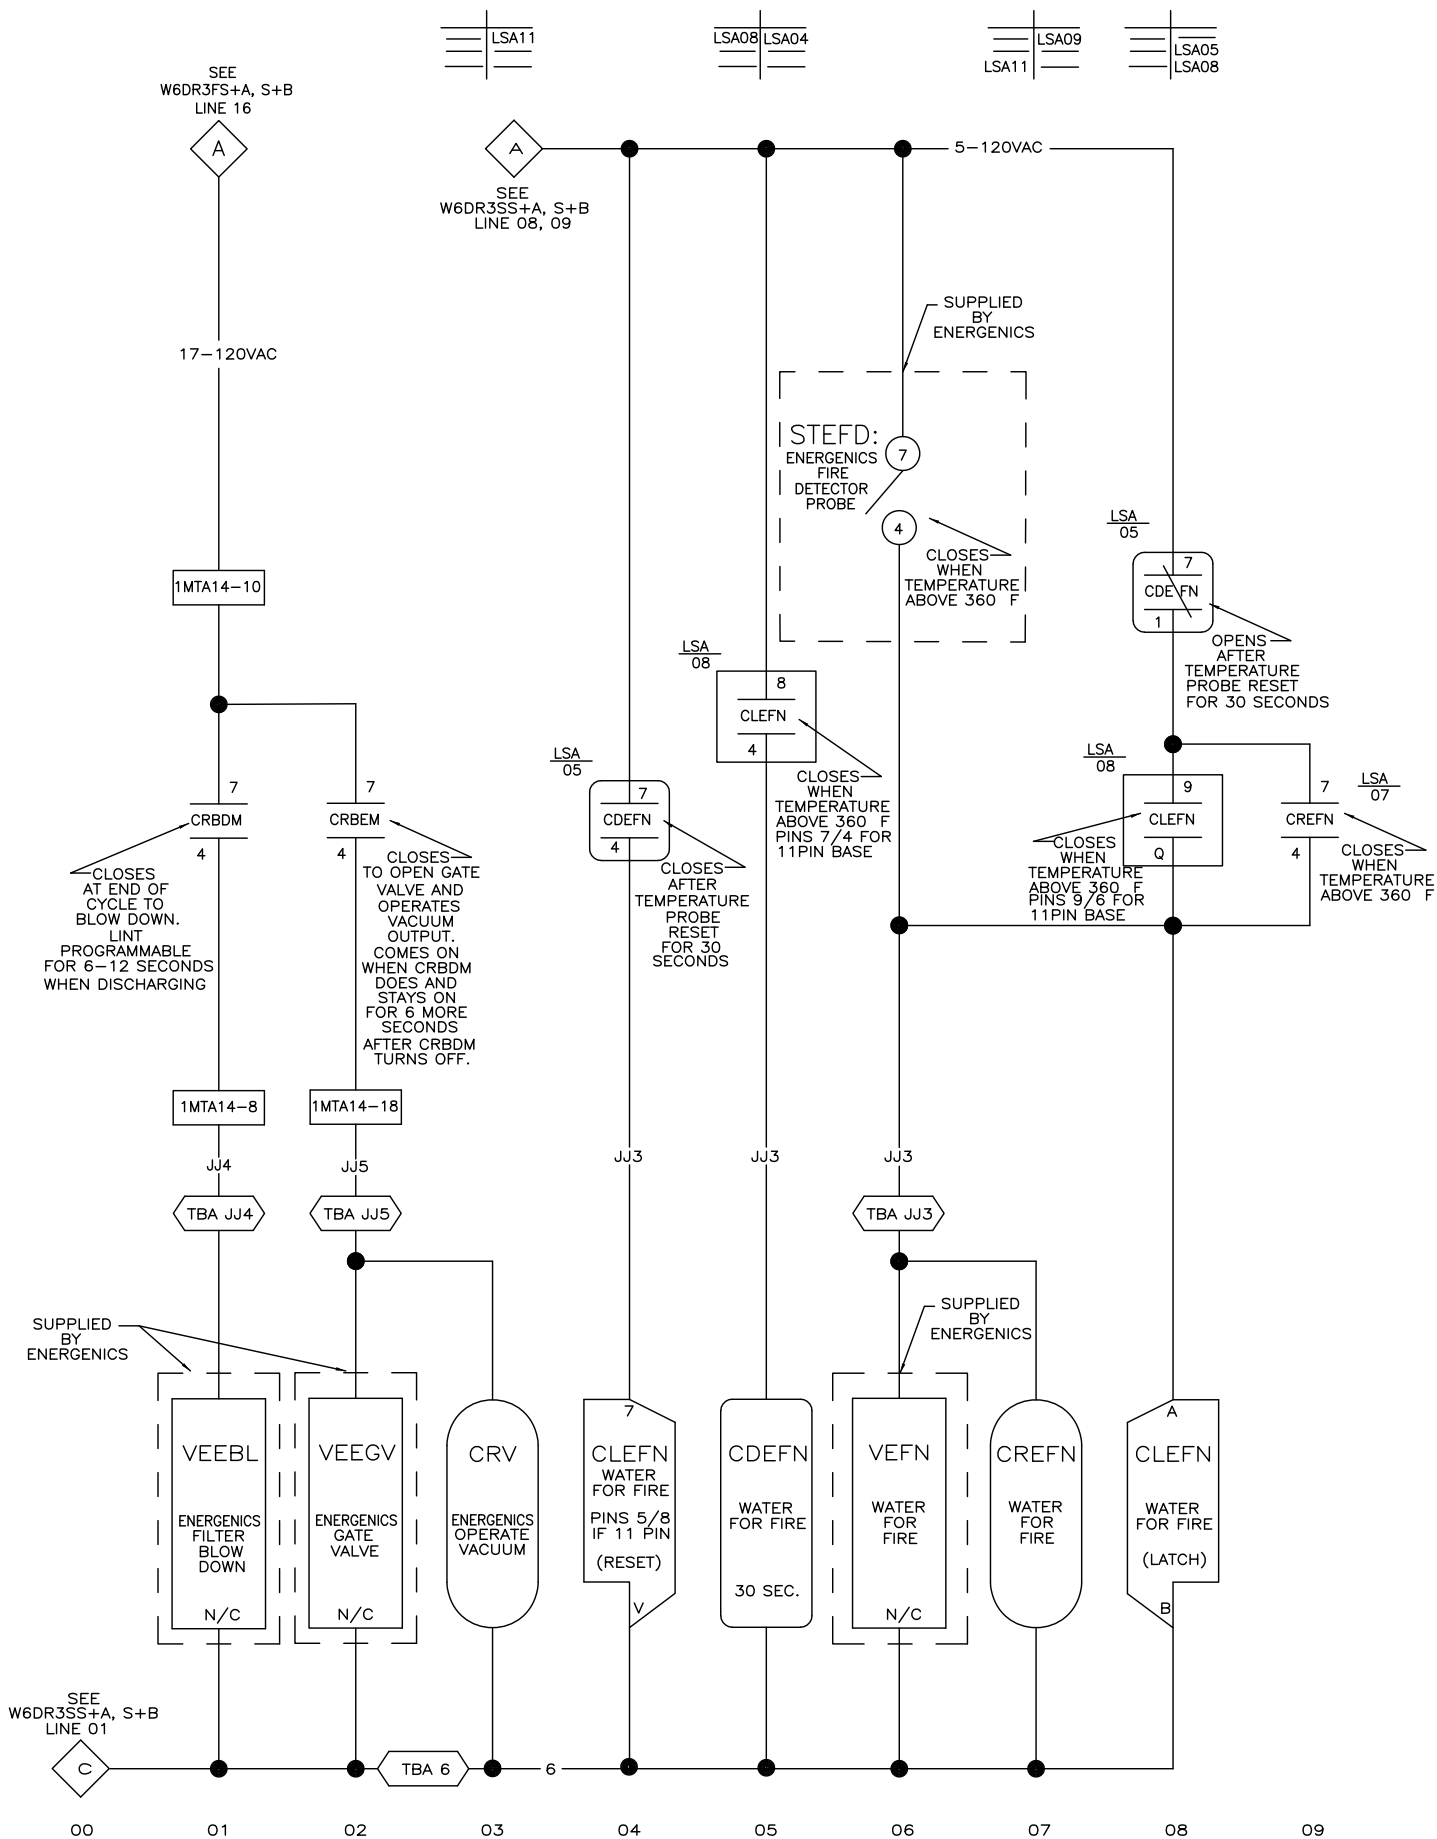 LSA11
LSA08 LSA04
LSA09
LSA11
LSA05
LSA08
SEE
W6DR3FS+A, S+B
LINE 16
A
A
SEE
W6DR3SS+A, S+B
LINE 08, 09
5-120VAC
17-120VAC
SUPPLIED
BY
ENERGENICS
STEFD:
ENERGENICS
FIRE
DETECTOR
PROBE
7
4
CLOSES
WHEN
TEMPERATURE
ABOVE 360 F
LSA
05
7
CDEFN
1
OPENS
AFTER
TEMPERATURE
PROBE RESET
FOR 30 SECONDS
1MTA14-10
LSA
08
8
CLEFN
4
CLOSES
WHEN
TEMPERATURE
ABOVE 360 F
PINS 7/4 FOR
11PIN BASE
LSA
05
7
CDEFN
4
CLOSES
AFTER
TEMPERATURE
PROBE
RESET
FOR 30
SECONDS
LSA
08
9
CLEFN
Q
CLOSES
WHEN
TEMPERATURE
ABOVE 360 F
PINS 9/6 FOR
11PIN BASE
LSA
07
7
CREFN
4
CLOSES
WHEN
TEMPERATURE
ABOVE 360 F
7
CRBDM
4
CLOSES
AT END OF
CYCLE TO
BLOW DOWN.
LINT
PROGRAMMABLE
FOR 6-12 SECONDS
WHEN DISCHARGING
7
CRBEM
4
CLOSES
TO OPEN GATE
VALVE AND
OPERATES
VACUUM
OUTPUT.
COMES ON
WHEN CRBDM
DOES AND
STAYS ON
FOR 6 MORE
SECONDS
AFTER CRBDM
TURNS OFF.
1MTA14-8
1MTA14-18
JJ4
JJ5
JJ3
JJ3
JJ3
TBA JJ4
TBA JJ5
TBA JJ3
SUPPLIED
BY
ENERGENICS
SUPPLIED
BY
ENERGENICS
VEEBL
ENERGENICS
FILTER
BLOW
DOWN
N/C
VEEGV
ENERGENICS
GATE
VALVE
N/C
CRV
ENERGENICS
OPERATE
VACUUM
7
CLEFN
WATER
FOR FIRE
PINS 5/8
IF 11 PIN
(RESET)
V
CDEFN
WATER
FOR FIRE
30 SEC.
VEFN
WATER
FOR
FIRE
N/C
CREFN
WATER
FOR
FIRE
A
CLEFN
WATER
FOR FIRE
(LATCH)
B
SEE
W6DR3SS+A, S+B
LINE 01
C
TBA 6
6
00 01 02 03 04 05 06 07 08 09